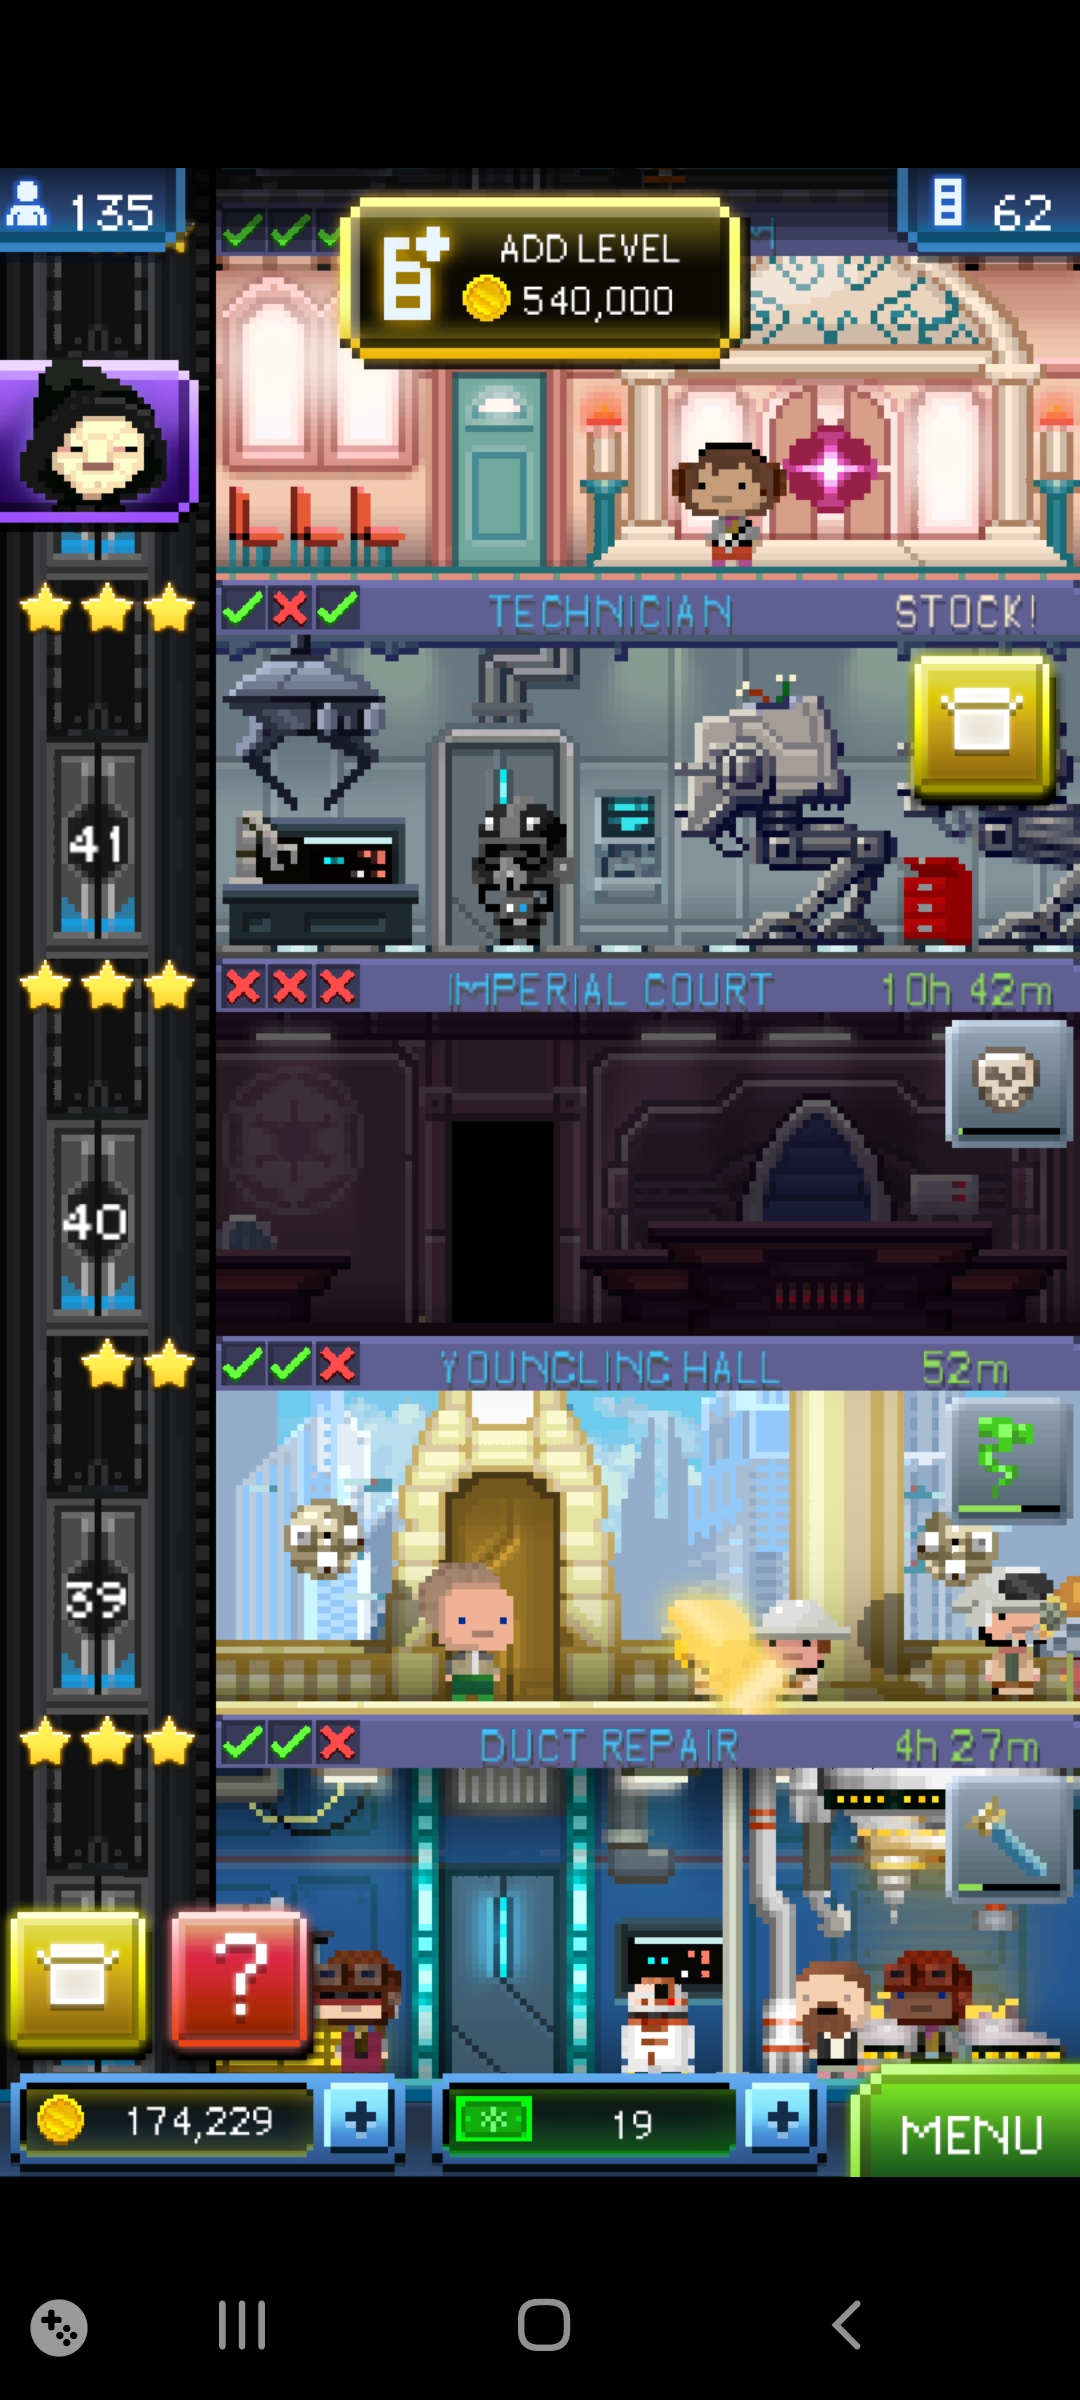 135
62
ADD LEVEL
540,000
TECHNICIAN
STOCK!
41
IMPERIAL COURT
10h 42m
40
YOUNGLING HALL
52m
39
DUCT REPAIR
4h 27m
?
174,229
+
19
+
MENU